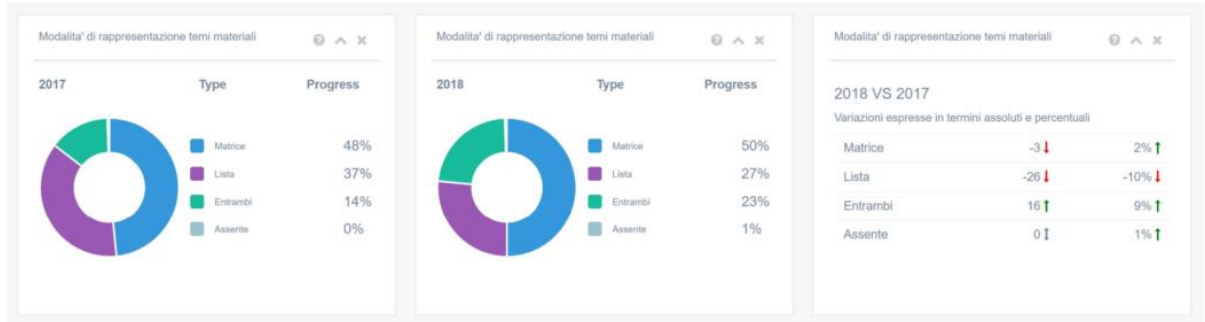 Modalita' di rappresentazione temi materiali
2017 Type Progress
Matrice 48%
Lista 37%
Entrambi 14%
Assente 0%
Modalita' di rappresentazione temi materiali
2018 Type Progress
Matrice 50%
Lista 27%
Entrambi 23%
Assente 1%
Modalita' di rappresentazione temi materiali
2018 VS 2017
Variazioni espresse in termini assoluti e percentuali
Matrice -3 2%
Lista -26 -10%
Entrambi 16 9%
Assente 0 1%